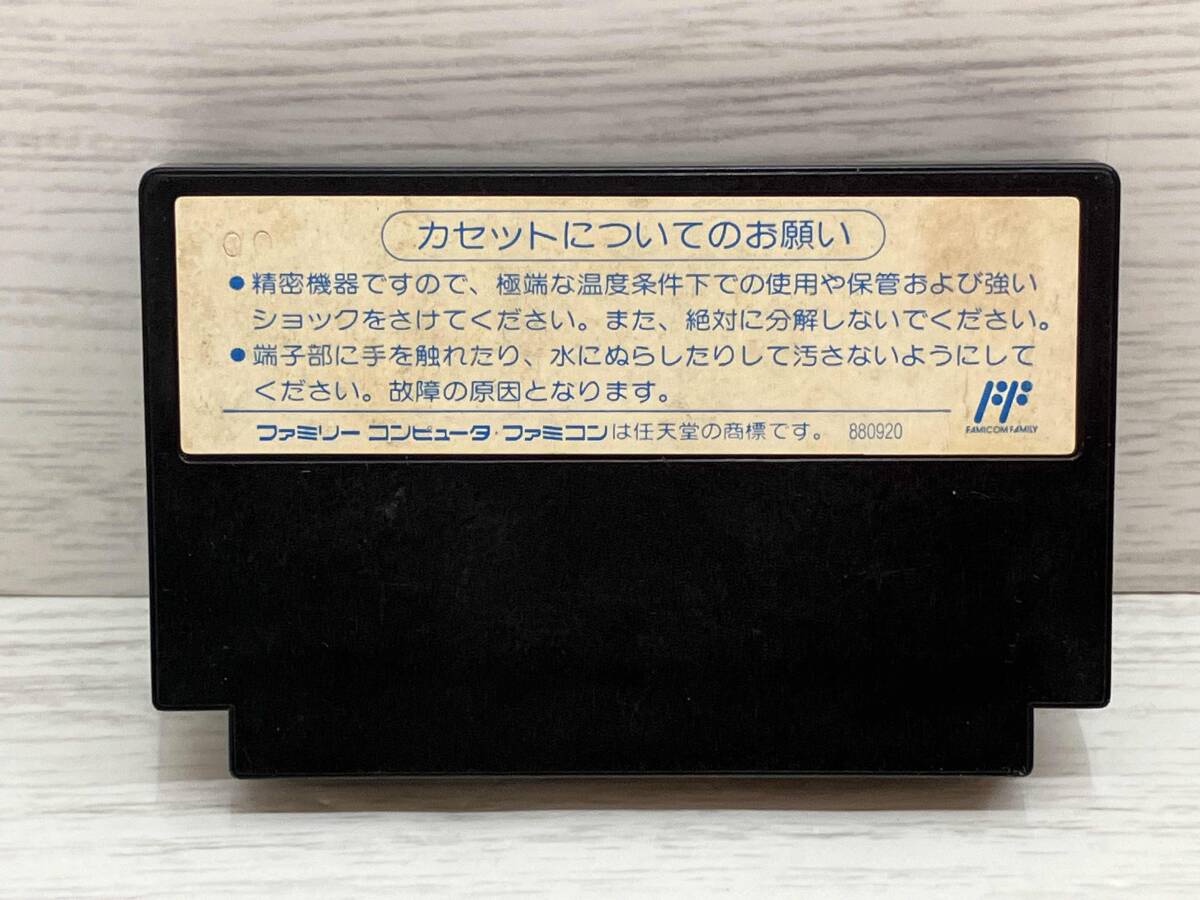 カセットについてのお願い
●精密機器ですので、極端な温度条件下での使用や保管および強い
ショックをさけてください。また、絶対に分解しないでください。
●端子部に手を触れたり、水にぬらしたりして汚さないようにして
ください。故障の原因となります。
ファミリー コンピュータ・ファミコンは任天堂の商標です。 880920
FAMICOM FAMILY